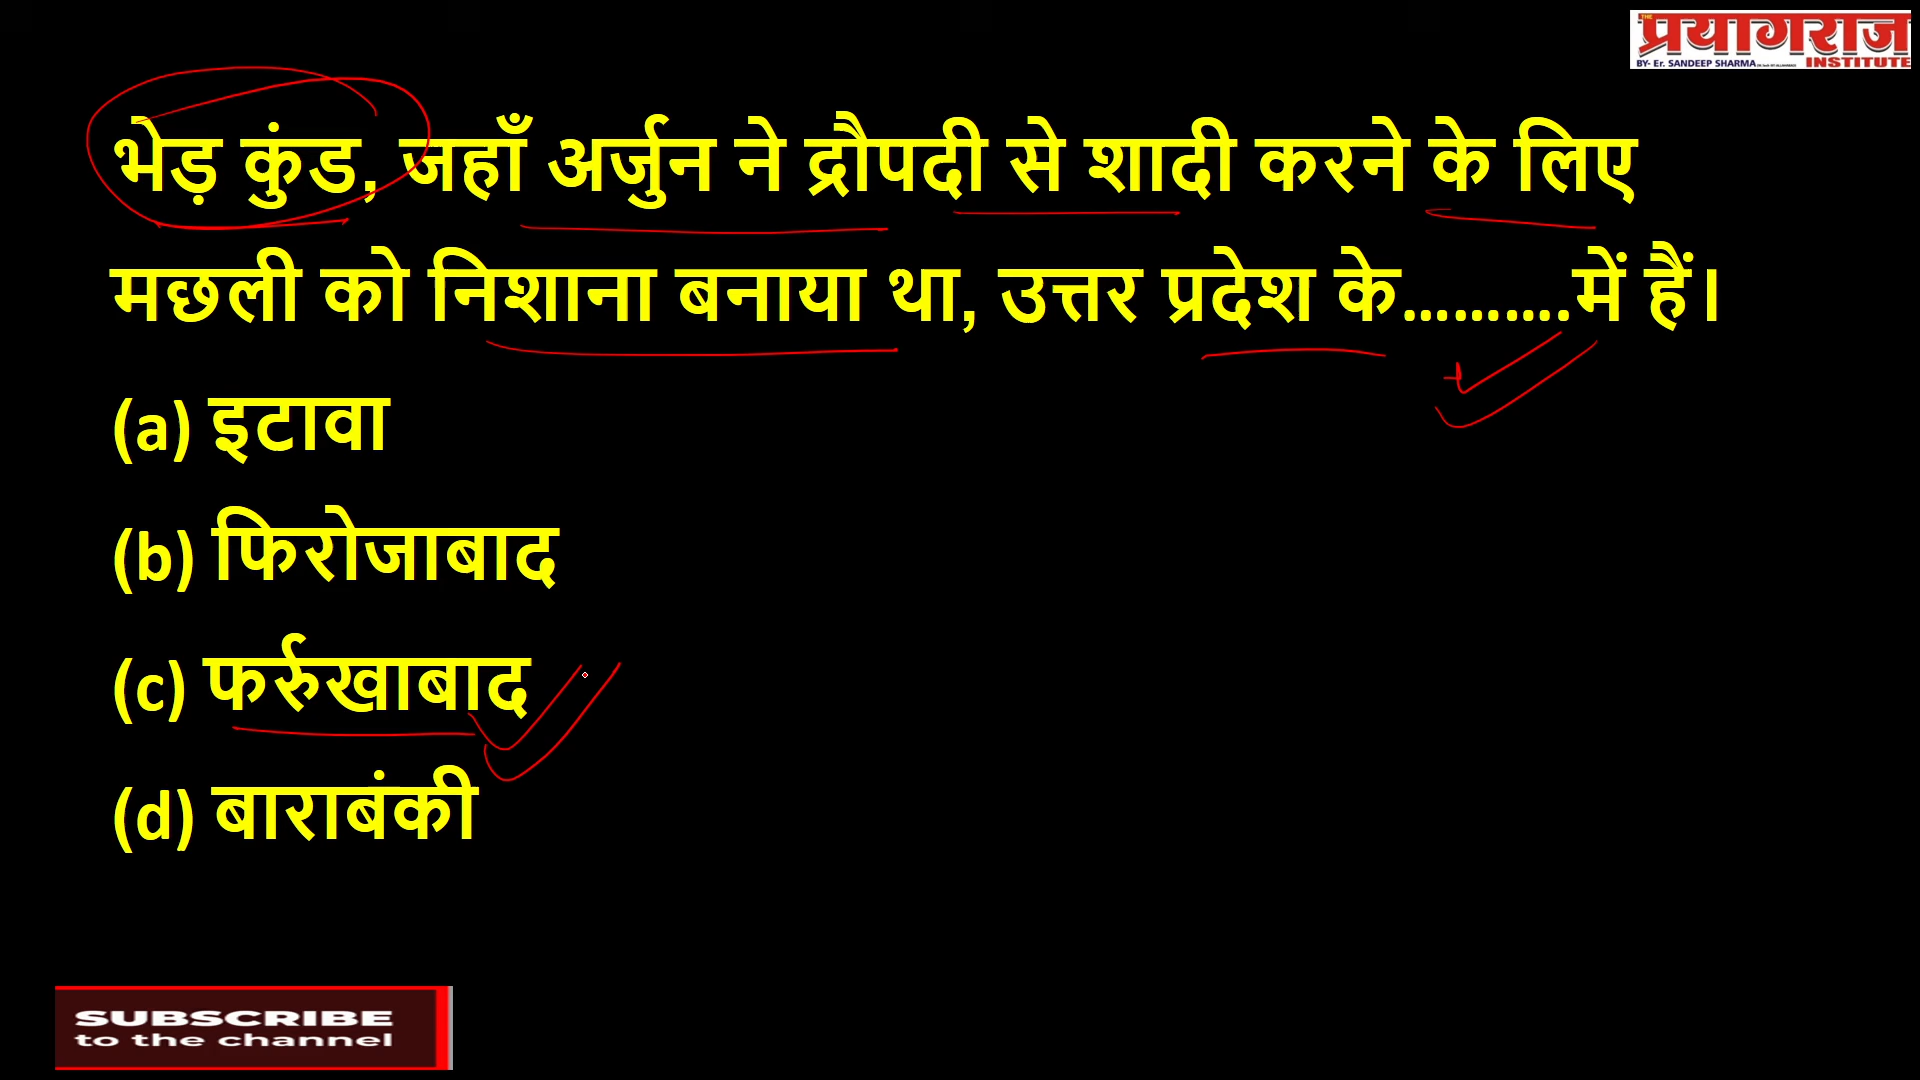 THE
प्रयागराज
BY- Er. SANDEEP SHARMA
INSTITUTE
भेड़ कुंड, जहाँ अर्जुन ने द्रौपदी से शादी करने के लिए
मछली को निशाना बनाया था, उत्तर प्रदेश के..........में हैं।
(a) इटावा
(b) फिरोजाबाद
(c) फर्रुखाबाद
(d) बाराबंकी
SUBSCRIBE
to the channel